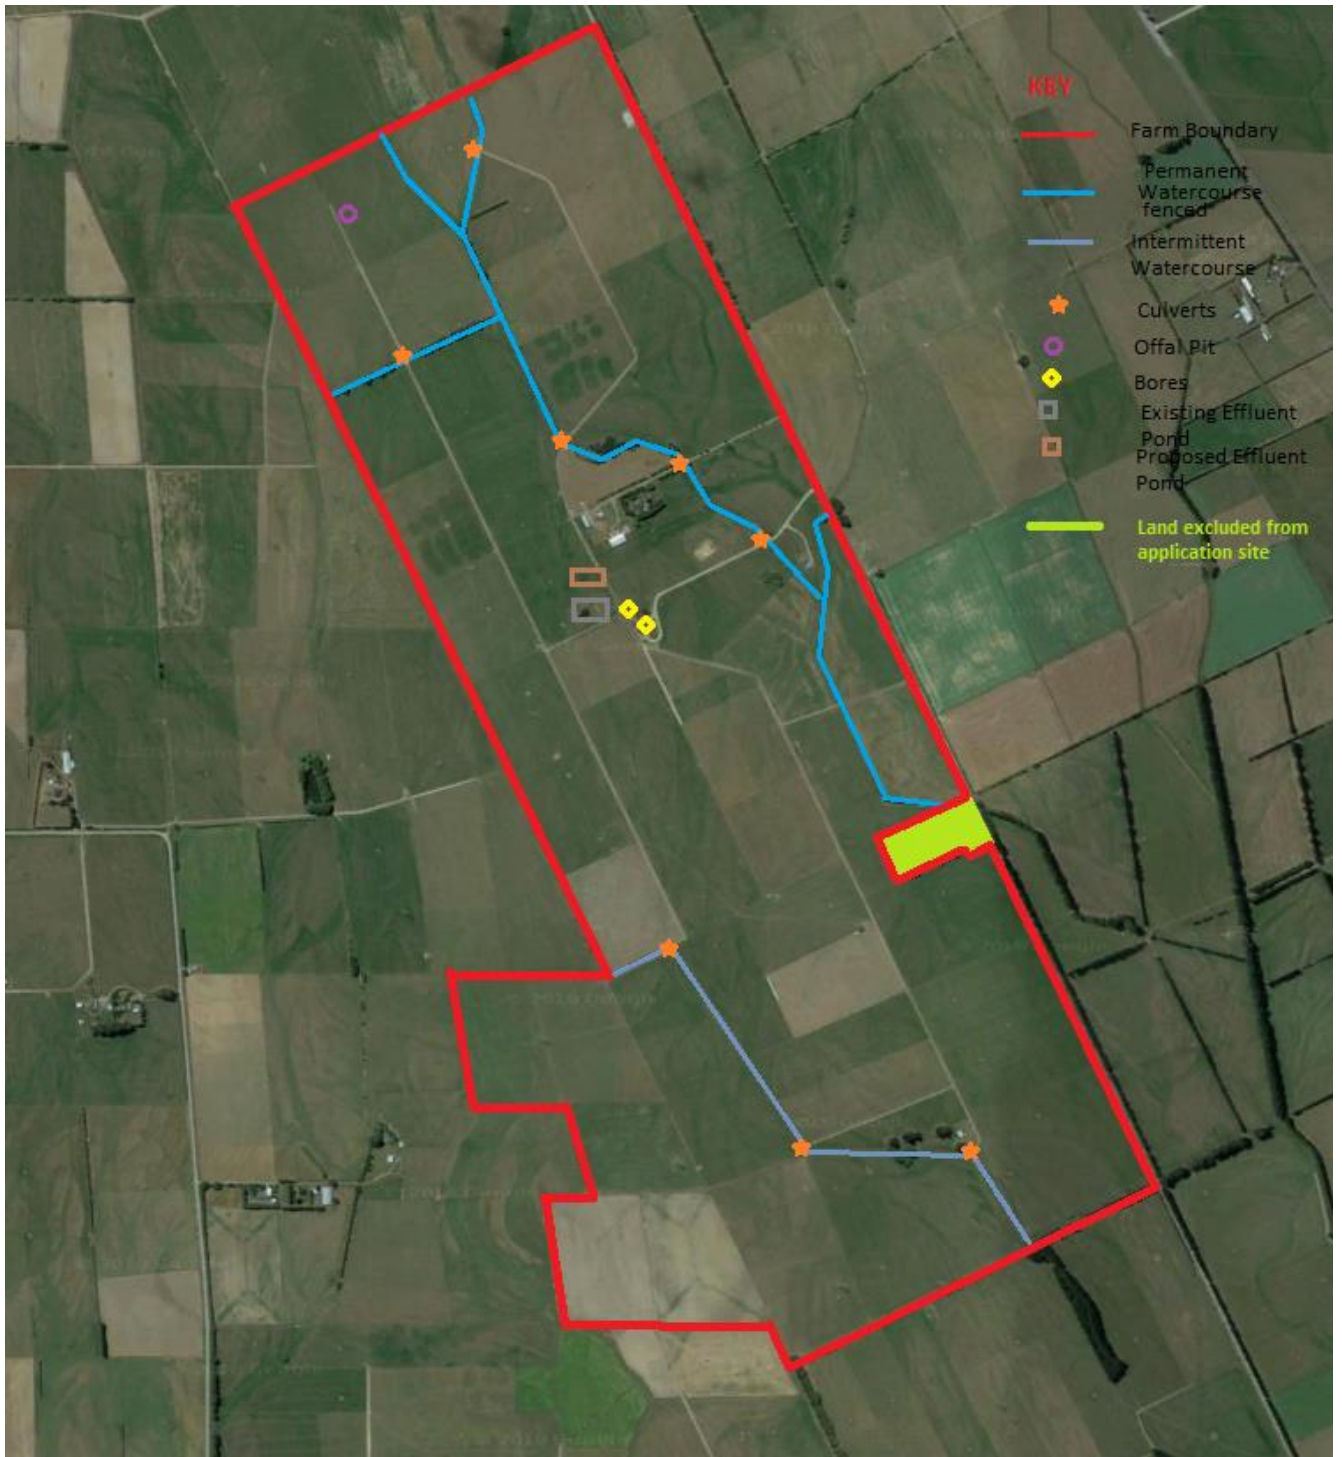 KEY
Farm Boundary
Permanent
Watercourse
fenced
Intermittent
Watercourse
Culverts
Offal Pit
Bores
Existing Effluent
Pond
Proposed Effluent
Pond
Land excluded from
application site